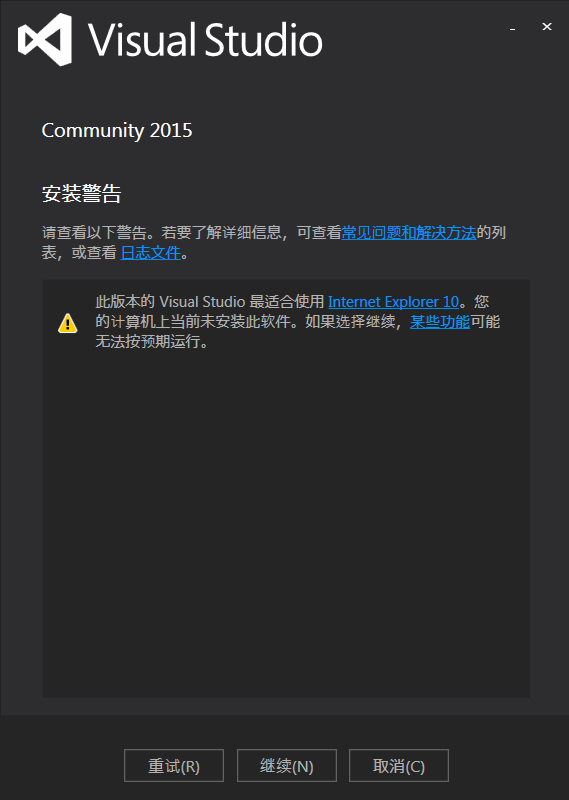 Visual Studio
Community 2015
安装警告
请查看以下警告。若要了解详细信息，可查看常见问题和解决方法的列
表，或查看 日志文件。
此版本的 Visual Studio 最适合使用 Internet Explorer 10。您
的计算机上当前未安装此软件。如果选择继续，某些功能可能
无法按预期运行。
重试(R)
继续(N)
取消(C)